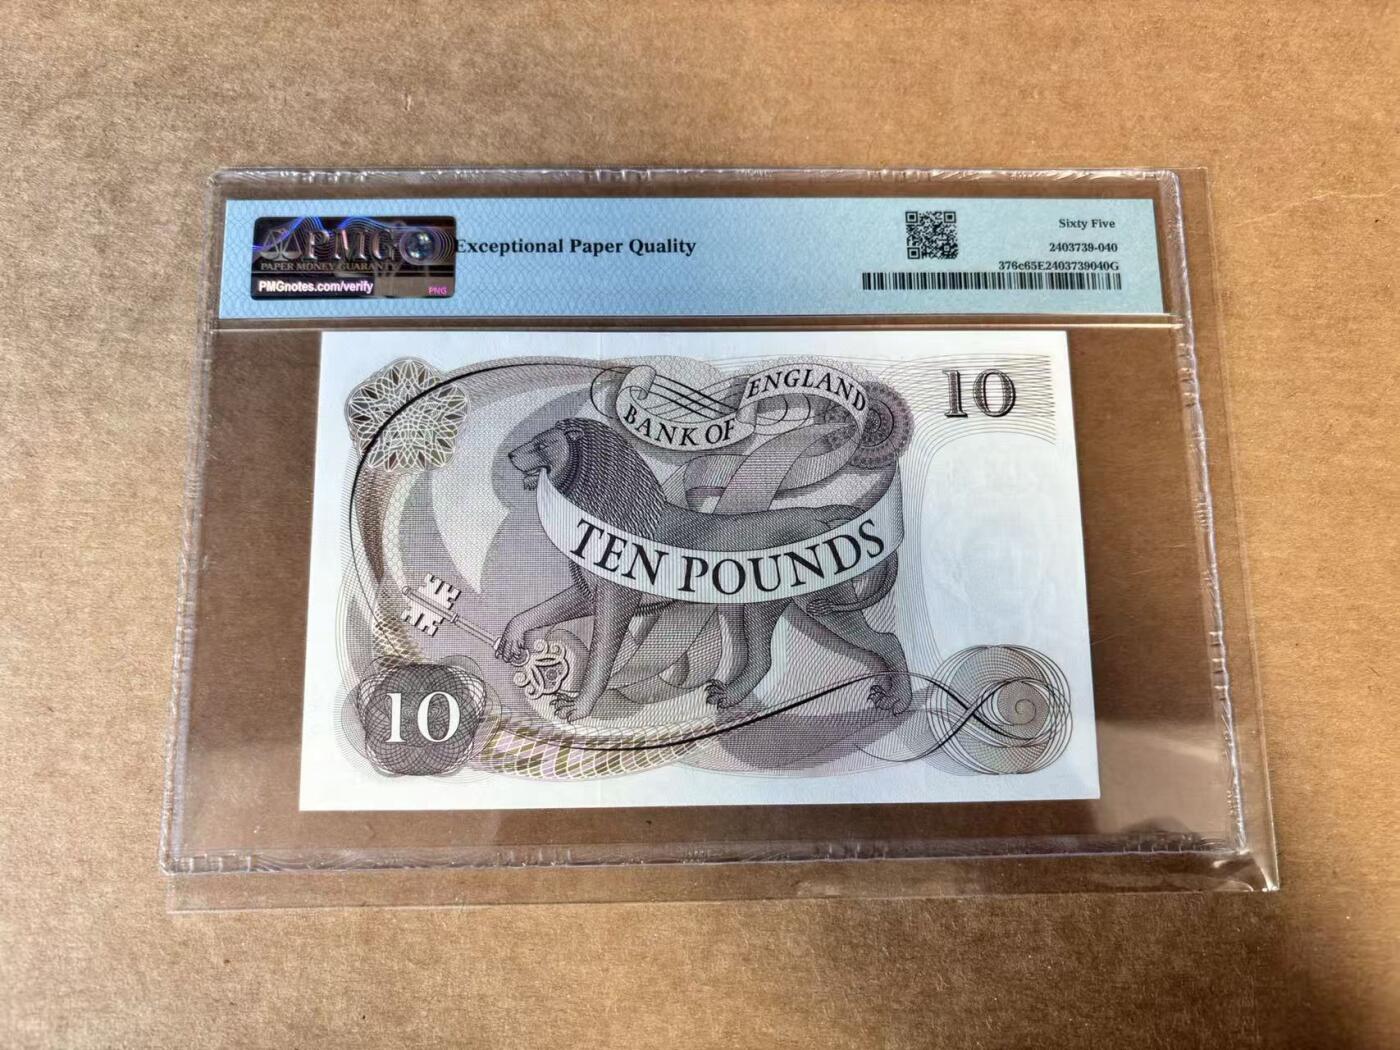 PMG
PAPER MONEY GUARANTY
PMGnotes.com/verify
PNG
Exceptional Paper Quality
Sixty Five
2403739-040
376c65E2403739040G
BANK OF ENGLAND
10
TEN POUNDS
10